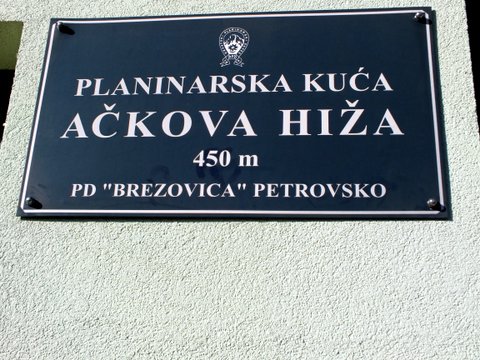 PLANINARSKA KUĆA
AČKOVA HIŽA
450 m
PD "BREZOVICA" PETROVSKO